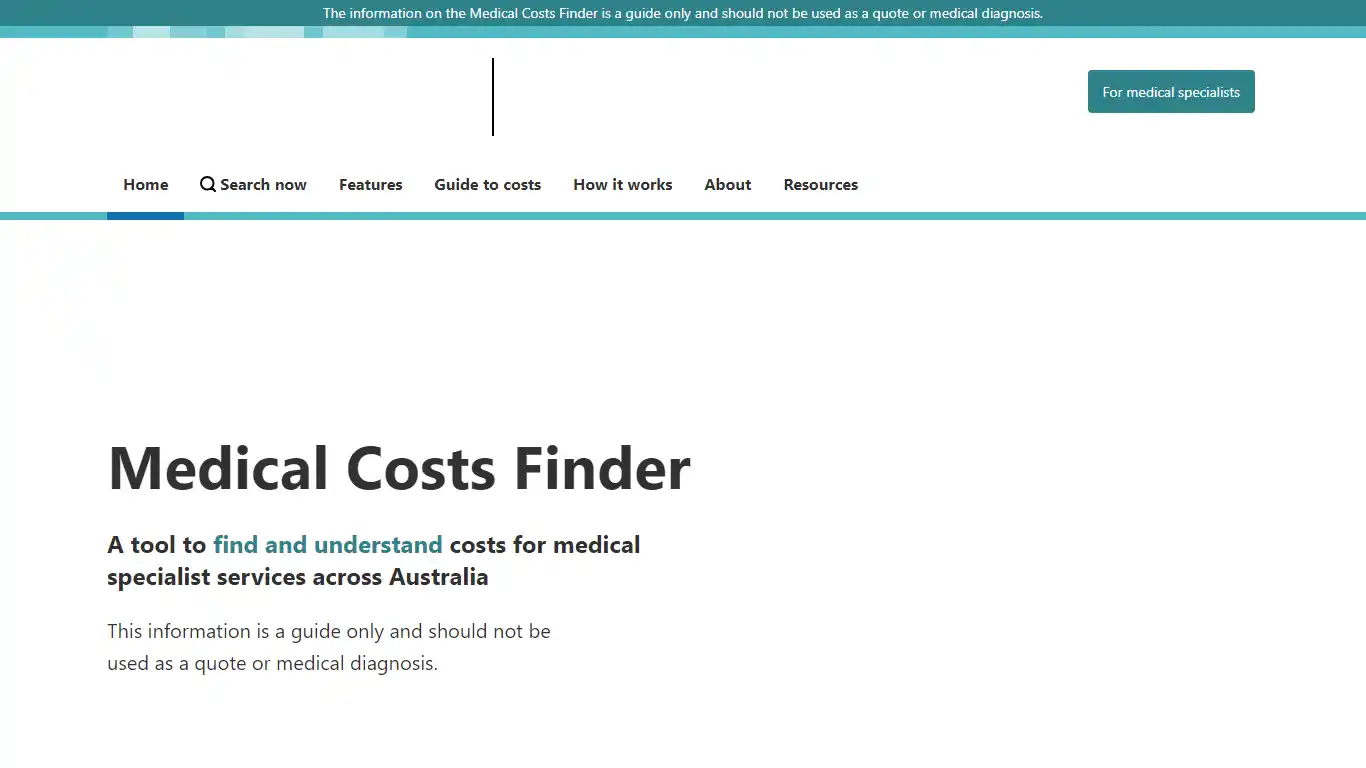 The information on the Medical Costs Finder is a guide only and should not be used as a quote or medical diagnosis.
For medical specialists
Home Search now Features Guide to costs How it works About Resources
Medical Costs Finder
A tool to find and understand costs for medical
specialist services across Australia
This information is a guide only and should not be
used as a quote or medical diagnosis.